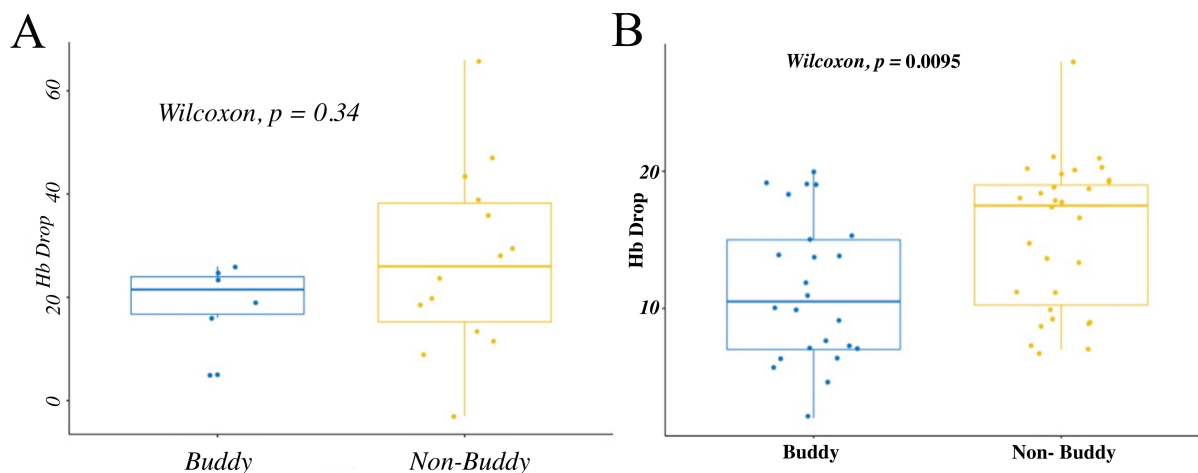 A
Wilcoxon, p = 0.34
Hb Drop
60
40
20
0
Buddy
Non-Buddy
B
Wilcoxon, p = 0.0095
Hb Drop
20
10
Buddy
Non- Buddy